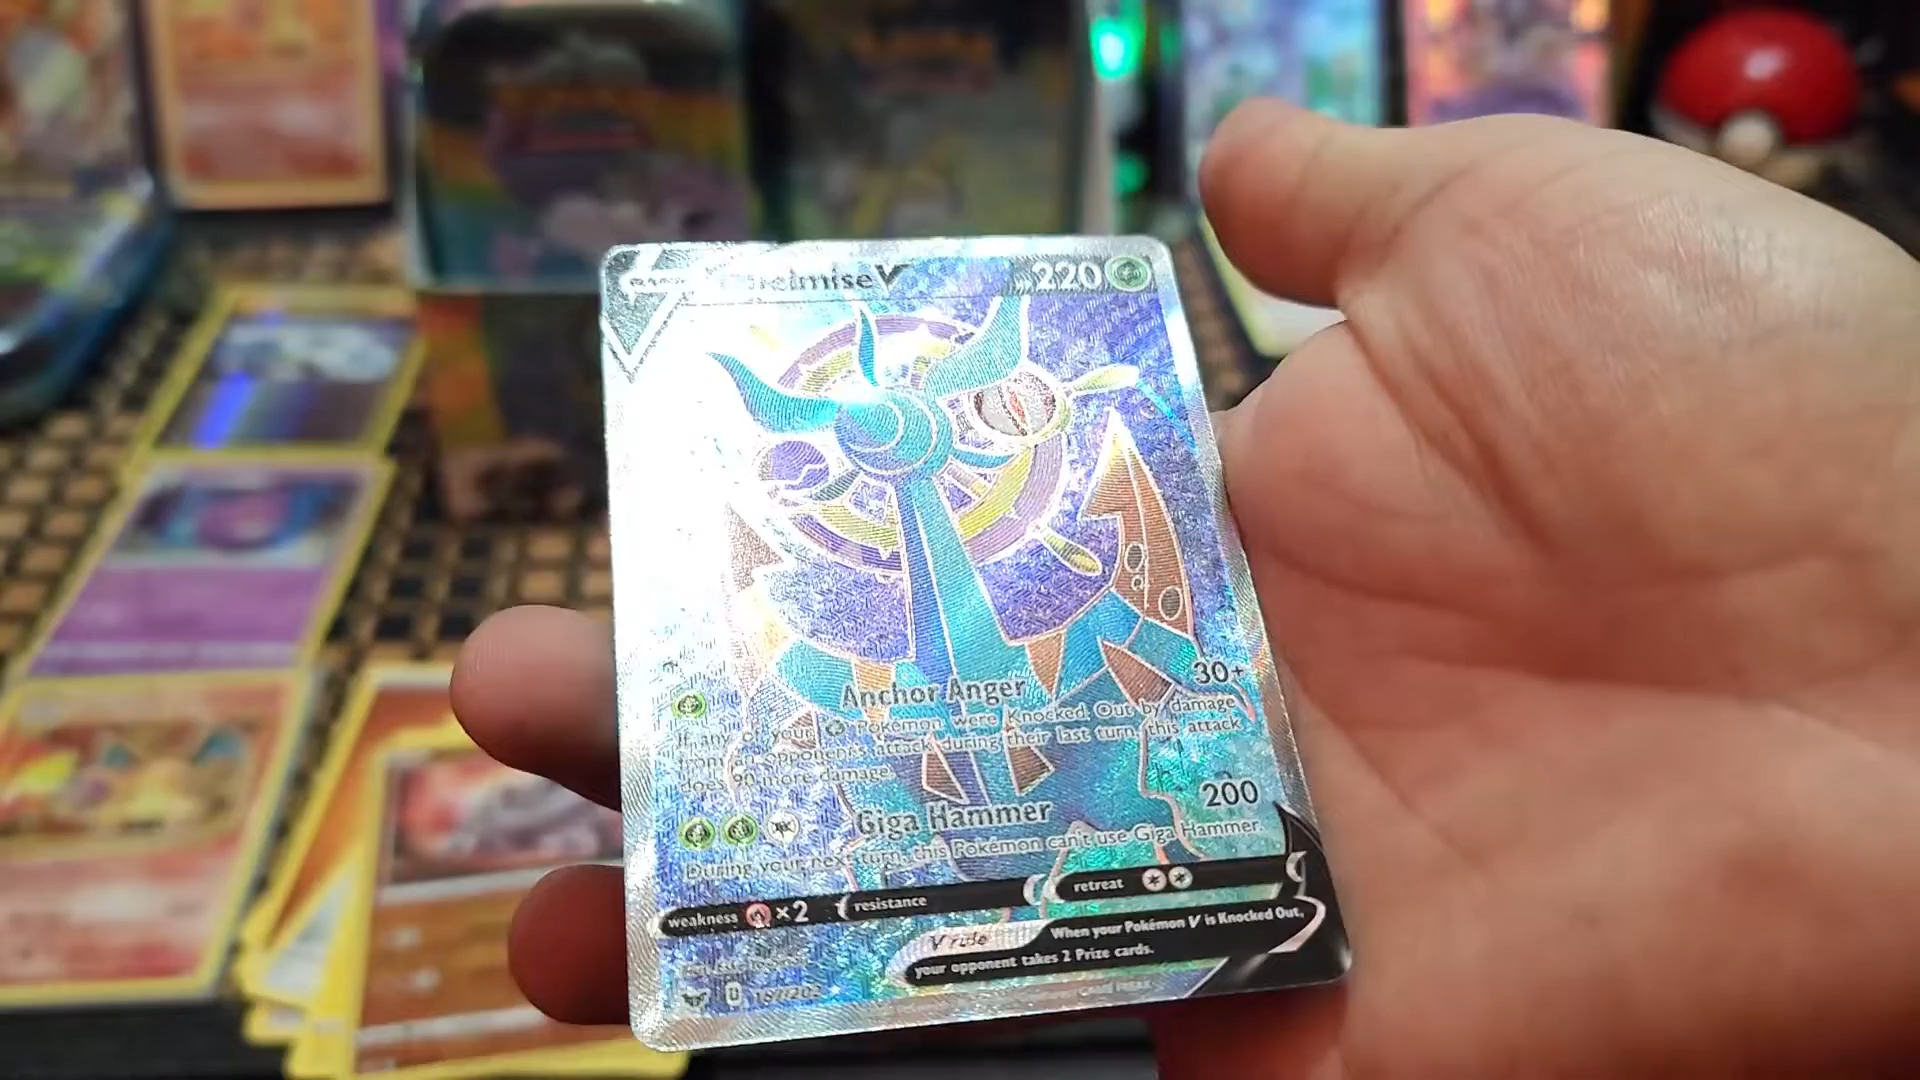 220
Anchor Anger
30+
If any of your Pokémon were Knocked Out by damage
from an opponent's attack during their last turn, this attack
does 90 more damage.
Giga Hammer
200
During your next turn, this Pokémon can't use Giga Hammer.
weakness ×2 resistance retreat
V rule When your Pokémon V is Knocked Out,
your opponent takes 2 Prize cards.